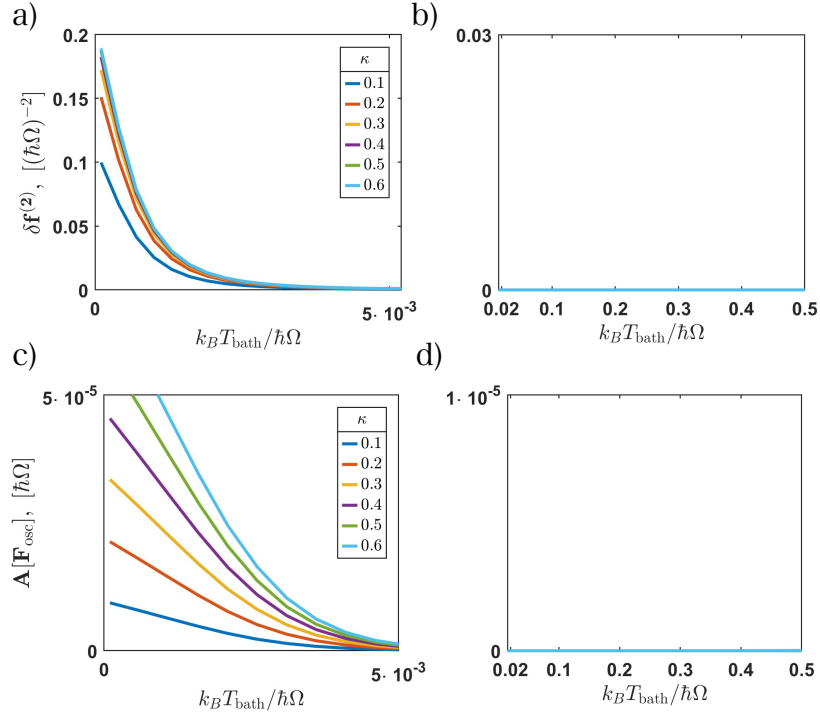 a)
0.2
0.15
0.1
0.05
0
0
5· 10⁻³
δf⁽²⁾, [(ħΩ)⁻²]
k_B T_bath/ħΩ
κ
0.1
0.2
0.3
0.4
0.5
0.6
b)
0.03
0
0.02 0.1 0.2 0.3 0.4 0.5
k_B T_bath/ħΩ
c)
5· 10⁻⁵
0
0
5· 10⁻³
A[F_osc], [ħΩ]
k_B T_bath/ħΩ
κ
0.1
0.2
0.3
0.4
0.5
0.6
d)
1· 10⁻⁵
0
0.02 0.1 0.2 0.3 0.4 0.5
k_B T_bath/ħΩ